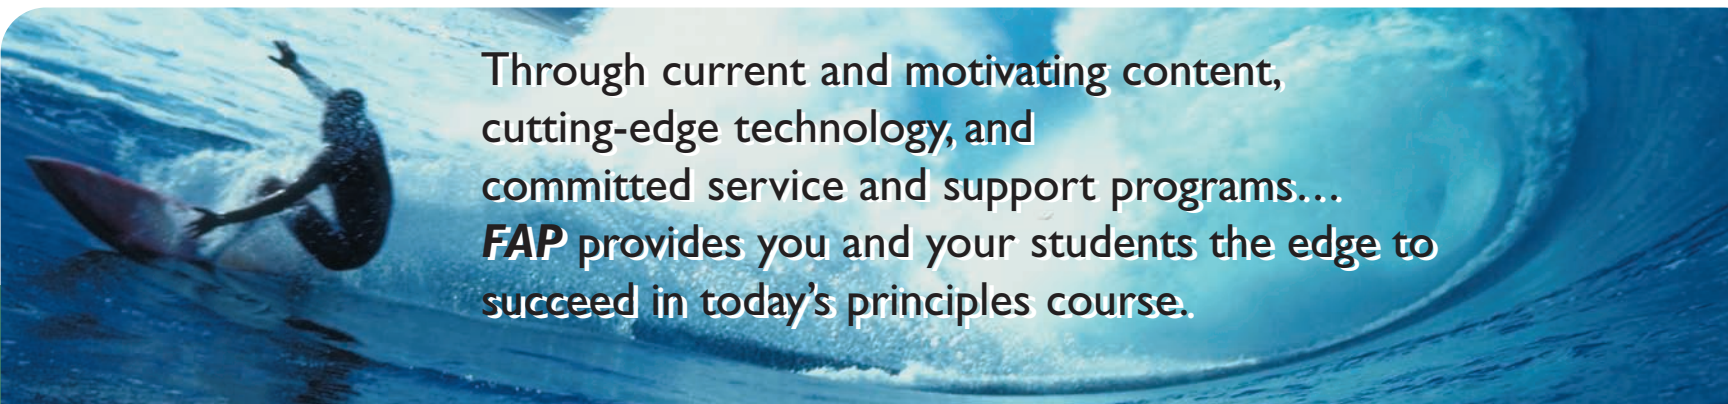 Through current and motivating content,
cutting-edge technology, and
committed service and support programs…
FAP provides you and your students the edge to
succeed in today’s principles course.